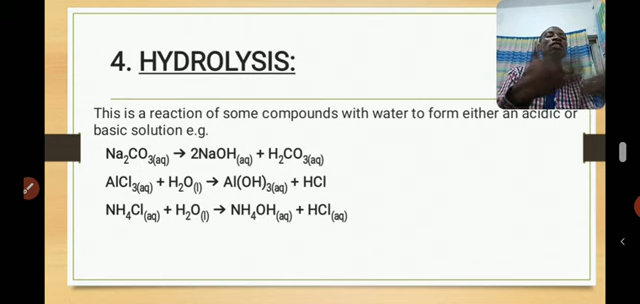 4. HYDROLYSIS:
This is a reaction of some compounds with water to form either an acidic or
basic solution e.g.
Na₂CO₃(aq) → 2NaOH(aq) + H₂CO₃(aq)
AlCl₃(aq) + H₂O(l) → Al(OH)₃(aq) + HCl
NH₄Cl(aq) + H₂O(l) → NH₄OH(aq) + HCl(aq)